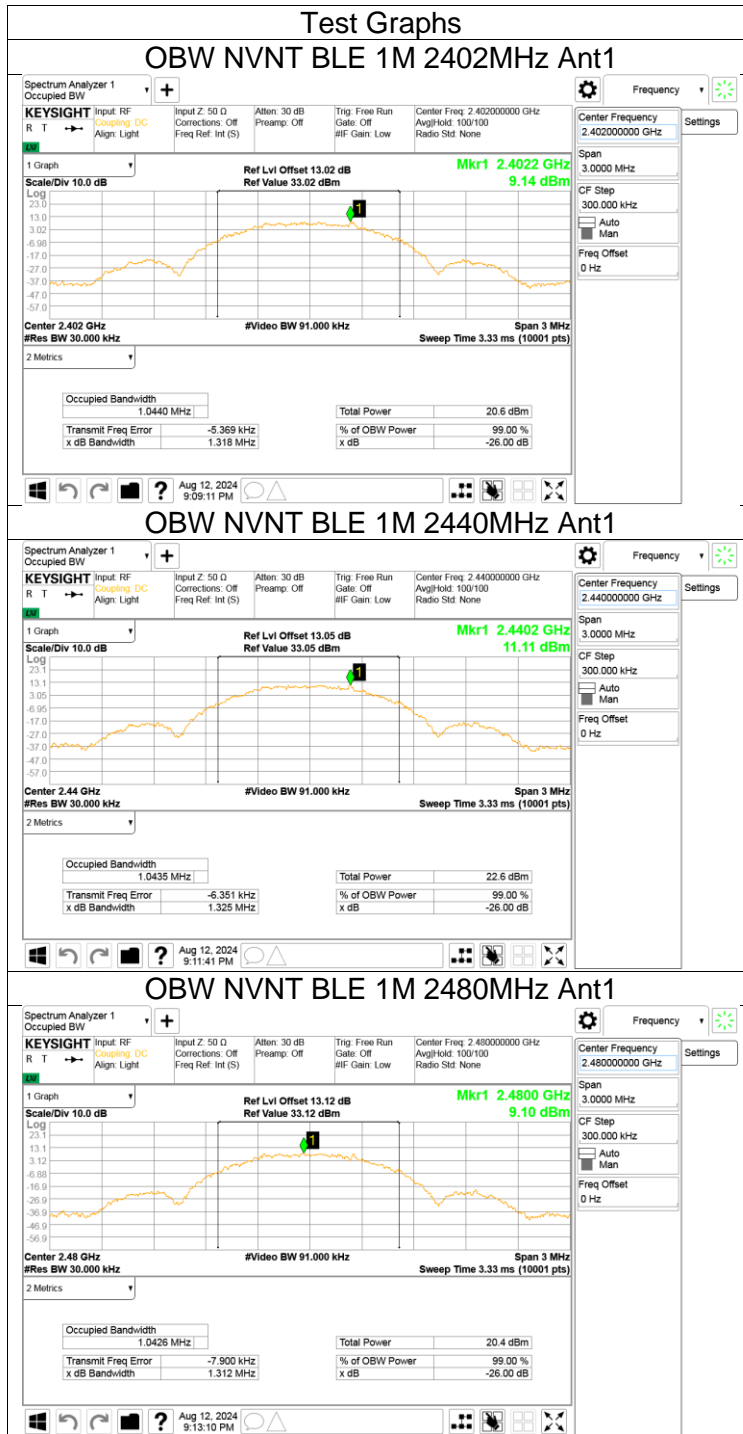 Test Graphs
OBW NVNT BLE 1M 2402MHz Ant1
Spectrum Analyzer 1
Occupied BW
Frequency
KEYSIGHT
R T
Input: RF
Coupling: DC
Align: Light
Input Z: 50 Ω
Corrections: Off
Freq Ref: Int (S)
Atten: 30 dB
Preamp: Off
Trig: Free Run
Gate: Off
#IF Gain: Low
Center Freq: 2.402000000 GHz
Avg|Hold: 100/100
Radio Std: None
Center Frequency
2.402000000 GHz
Settings
Span
3.0000 MHz
CF Step
300.000 kHz
Auto
Man
Freq Offset
0 Hz
1 Graph
Scale/Div 10.0 dB
Ref Lvl Offset 13.02 dB
Ref Value 33.02 dBm
Mkr1 2.4022 GHz
9.14 dBm
Log
23.0
13.0
3.02
-6.98
-17.0
-27.0
-37.0
-47.0
-57.0
1
Center 2.402 GHz
#Video BW 91.000 kHz
Span 3 MHz
#Res BW 30.000 kHz
Sweep Time 3.33 ms (10001 pts)
2 Metrics
Occupied Bandwidth
1.0440 MHz
Total Power 20.6 dBm
Transmit Freq Error -5.369 kHz
% of OBW Power 99.00 %
x dB Bandwidth 1.318 MHz
x dB -26.00 dB
?
Aug 12, 2024
9:09:11 PM
OBW NVNT BLE 1M 2440MHz Ant1
Spectrum Analyzer 1
Occupied BW
Frequency
KEYSIGHT
R T
Input: RF
Coupling: DC
Align: Light
Input Z: 50 Ω
Corrections: Off
Freq Ref: Int (S)
Atten: 30 dB
Preamp: Off
Trig: Free Run
Gate: Off
#IF Gain: Low
Center Freq: 2.440000000 GHz
Avg|Hold: 100/100
Radio Std: None
Center Frequency
2.440000000 GHz
Settings
Span
3.0000 MHz
CF Step
300.000 kHz
Auto
Man
Freq Offset
0 Hz
1 Graph
Scale/Div 10.0 dB
Ref Lvl Offset 13.05 dB
Ref Value 33.05 dBm
Mkr1 2.4402 GHz
11.11 dBm
Log
23.1
13.1
3.05
-6.95
-17.0
-27.0
-37.0
-47.0
-57.0
1
Center 2.44 GHz
#Video BW 91.000 kHz
Span 3 MHz
#Res BW 30.000 kHz
Sweep Time 3.33 ms (10001 pts)
2 Metrics
Occupied Bandwidth
1.0435 MHz
Total Power 22.6 dBm
Transmit Freq Error -6.351 kHz
% of OBW Power 99.00 %
x dB Bandwidth 1.325 MHz
x dB -26.00 dB
?
Aug 12, 2024
9:11:41 PM
OBW NVNT BLE 1M 2480MHz Ant1
Spectrum Analyzer 1
Occupied BW
Frequency
KEYSIGHT
R T
Input: RF
Coupling: DC
Align: Light
Input Z: 50 Ω
Corrections: Off
Freq Ref: Int (S)
Atten: 30 dB
Preamp: Off
Trig: Free Run
Gate: Off
#IF Gain: Low
Center Freq: 2.480000000 GHz
Avg|Hold: 100/100
Radio Std: None
Center Frequency
2.480000000 GHz
Settings
Span
3.0000 MHz
CF Step
300.000 kHz
Auto
Man
Freq Offset
0 Hz
1 Graph
Scale/Div 10.0 dB
Ref Lvl Offset 13.12 dB
Ref Value 33.12 dBm
Mkr1 2.4800 GHz
9.10 dBm
Log
23.1
13.1
3.12
-6.88
-16.9
-26.9
-36.9
-46.9
-56.9
1
Center 2.48 GHz
#Video BW 91.000 kHz
Span 3 MHz
#Res BW 30.000 kHz
Sweep Time 3.33 ms (10001 pts)
2 Metrics
Occupied Bandwidth
1.0426 MHz
Total Power 20.4 dBm
Transmit Freq Error -7.900 kHz
% of OBW Power 99.00 %
x dB Bandwidth 1.312 MHz
x dB -26.00 dB
?
Aug 12, 2024
9:13:10 PM